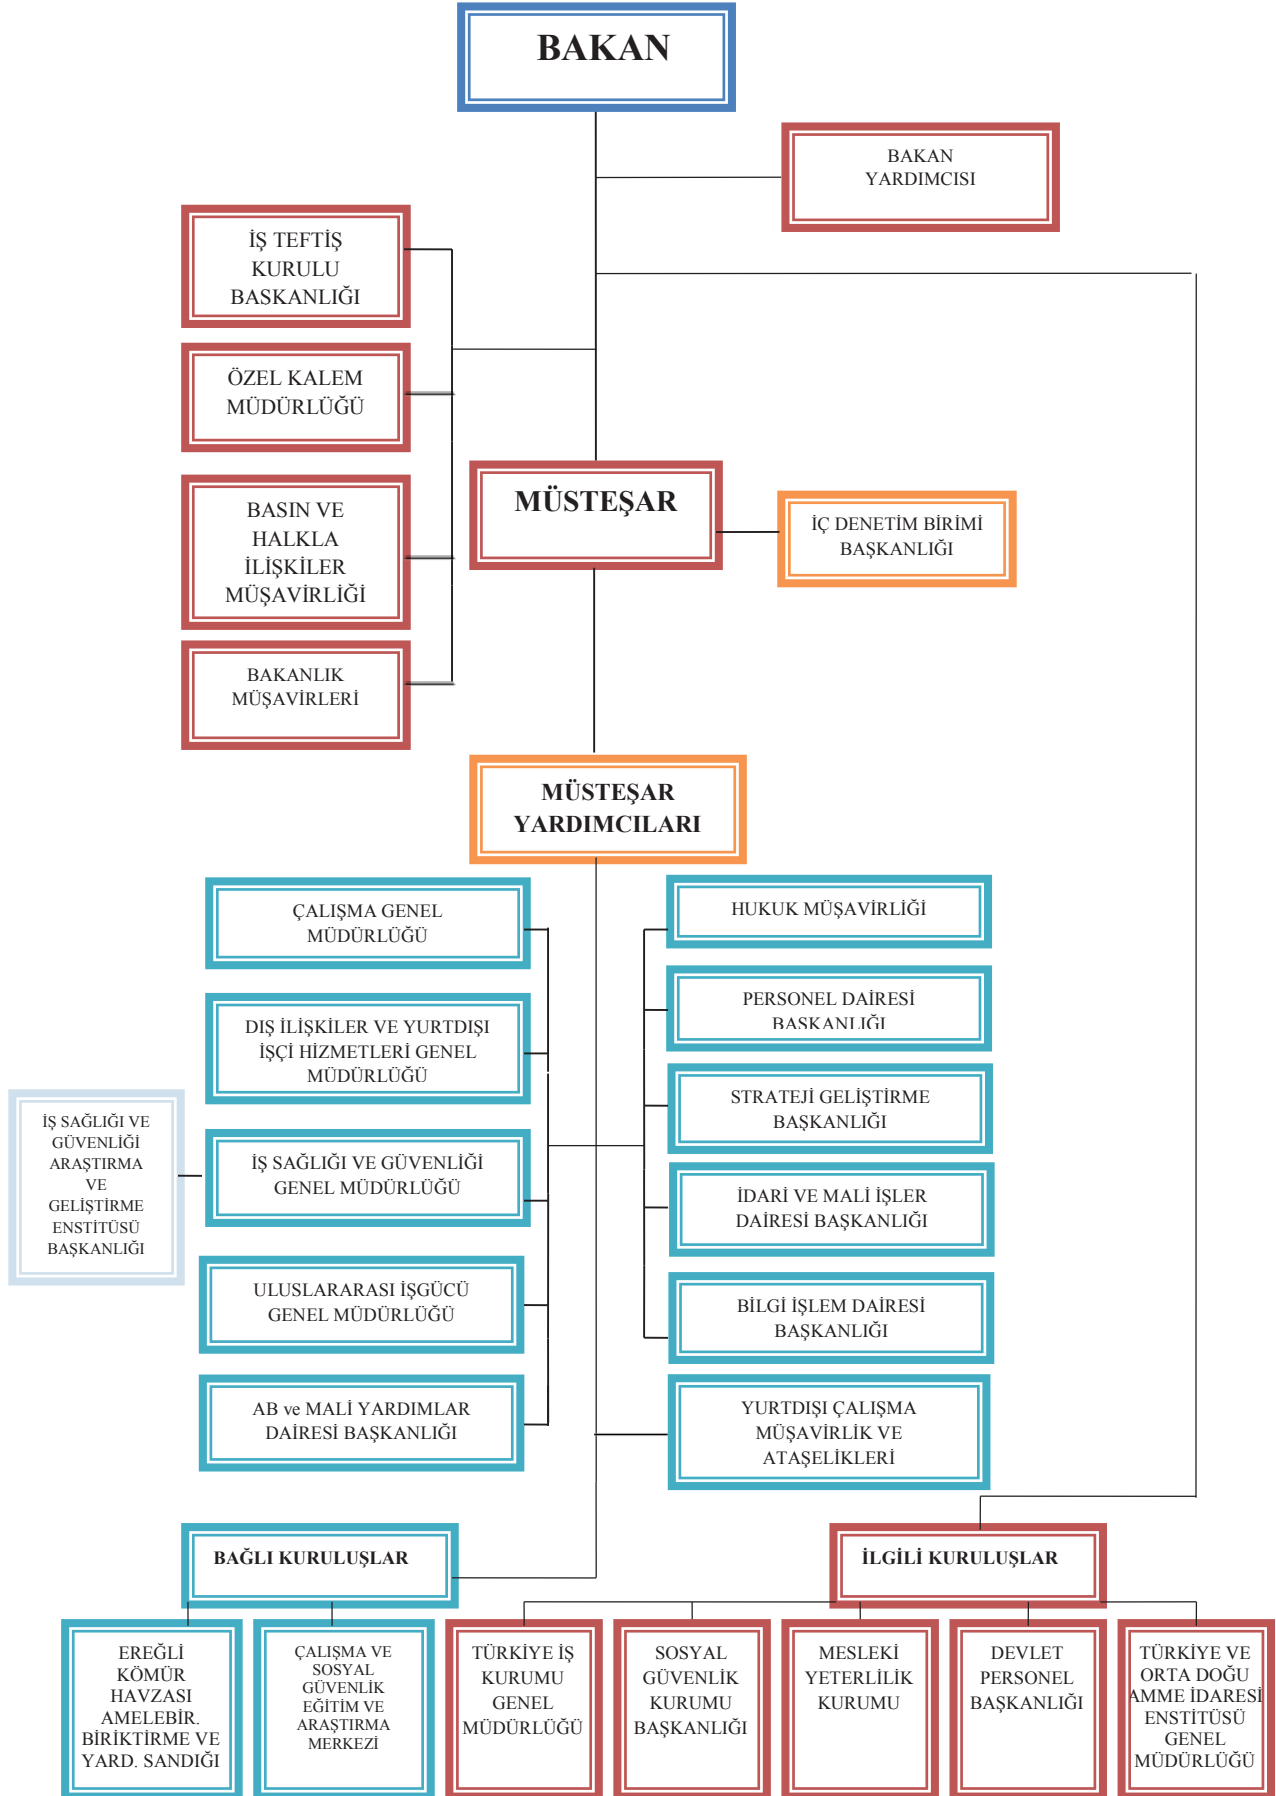 BAKAN
BAKAN
YARDIMCISI
İŞ TEFTİŞ
KURULU
BASKANLIĞI
ÖZEL KALEM
MÜDÜRLÜĞÜ
BASIN VE
HALKLA
İLİŞKİLER
MÜŞAVİRLİĞİ
BAKANLIK
MÜŞAVİRLERİ
MÜSTEŞAR
İÇ DENETİM BİRİMİ
BAŞKANLIĞI
MÜSTEŞAR
YARDIMCILARI
ÇALIŞMA GENEL
MÜDÜRLÜĞÜ
DIŞ İLİŞKİLER VE YURTDIŞI
İŞÇİ HİZMETLERİ GENEL
MÜDÜRLÜĞÜ
İŞ SAĞLIĞI VE
GÜVENLİĞİ
ARAŞTIRMA
VE
GELİŞTİRME
ENSTİTÜSÜ
BAŞKANLIĞI
İŞ SAĞLIĞI VE GÜVENLİĞİ
GENEL MÜDÜRLÜĞÜ
ULUSLARARASI İŞGÜCÜ
GENEL MÜDÜRLÜĞÜ
AB ve MALİ YARDIMLAR
DAİRESİ BAŞKANLIĞI
HUKUK MÜŞAVİRLİĞİ
PERSONEL DAİRESİ
BAŞKANLIĞI
STRATEJİ GELİŞTİRME
BAŞKANLIĞI
İDARİ VE MALİ İŞLER
DAİRESİ BAŞKANLIĞI
BİLGİ İŞLEM DAİRESİ
BAŞKANLIĞI
YURTDIŞI ÇALIŞMA
MÜŞAVİRLİK VE
ATAŞELİKLERİ
BAĞLI KURULUŞLAR
İLGİLİ KURULUŞLAR
EREĞLİ
KÖMÜR
HAVZASI
AMELEBİR.
BİRİKTİRME VE
YARD. SANDIĞI
ÇALIŞMA VE
SOSYAL
GÜVENLİK
EĞİTİM VE
ARAŞTIRMA
MERKEZİ
TÜRKİYE İŞ
KURUMU
GENEL
MÜDÜRLÜĞÜ
SOSYAL
GÜVENLİK
KURUMU
BAŞKANLIĞI
MESLEKİ
YETERLİLİK
KURUMU
DEVLET
PERSONEL
BAŞKANLIĞI
TÜRKİYE VE
ORTA DOĞU
AMME İDARESİ
ENSTİTÜSÜ
GENEL
MÜDÜRLÜĞÜ